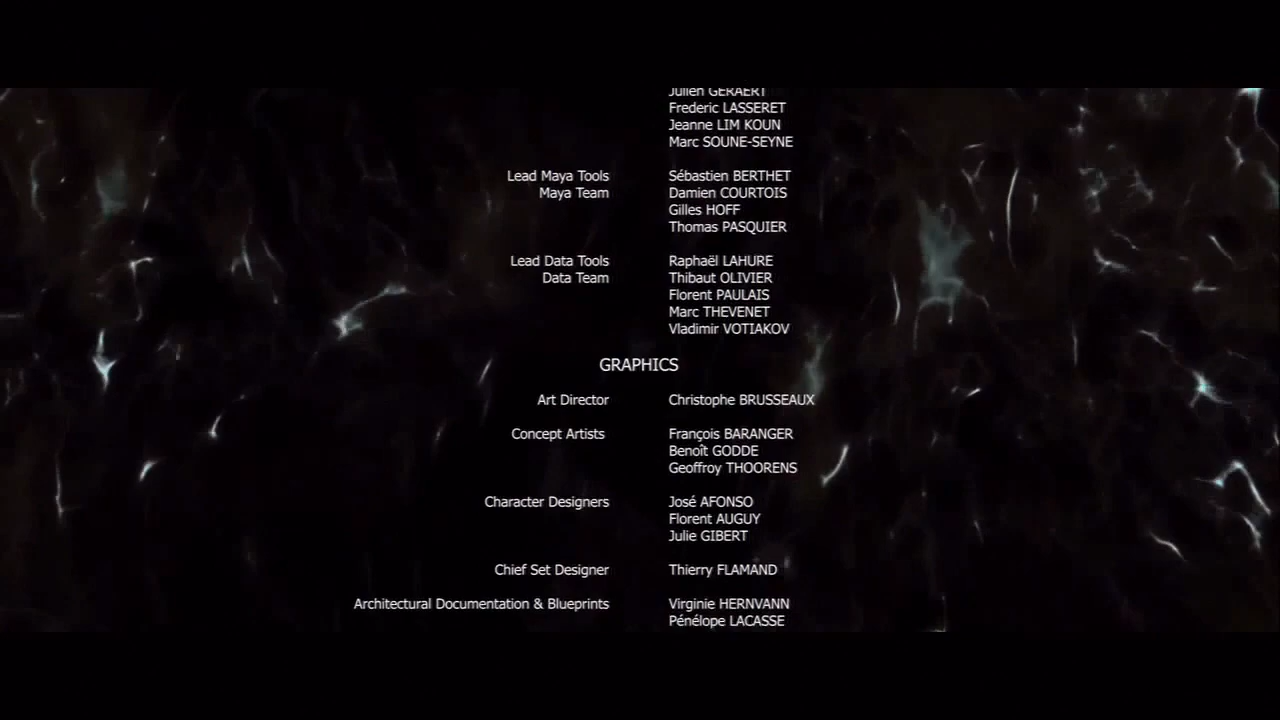 Julien GERAERT
Frederic LASSERET
Jeanne LIM KOUN
Marc SOUNE-SEYNE
Lead Maya Tools Sébastien BERTHET
Maya Team Damien COURTOIS
Gilles HOFF
Thomas PASQUIER
Lead Data Tools Raphaël LAHURE
Data Team Thibaut OLIVIER
Florent PAULAIS
Marc THEVENET
Vladimir VOTIAKOV
GRAPHICS
Art Director Christophe BRUSSEAUX
Concept Artists François BARANGER
Benoît GODDE
Geoffroy THOORENS
Character Designers José AFONSO
Florent AUGUY
Julie GIBERT
Chief Set Designer Thierry FLAMAND
Architectural Documentation & Blueprints Virginie HERNVANN
Pénélope LACASSE